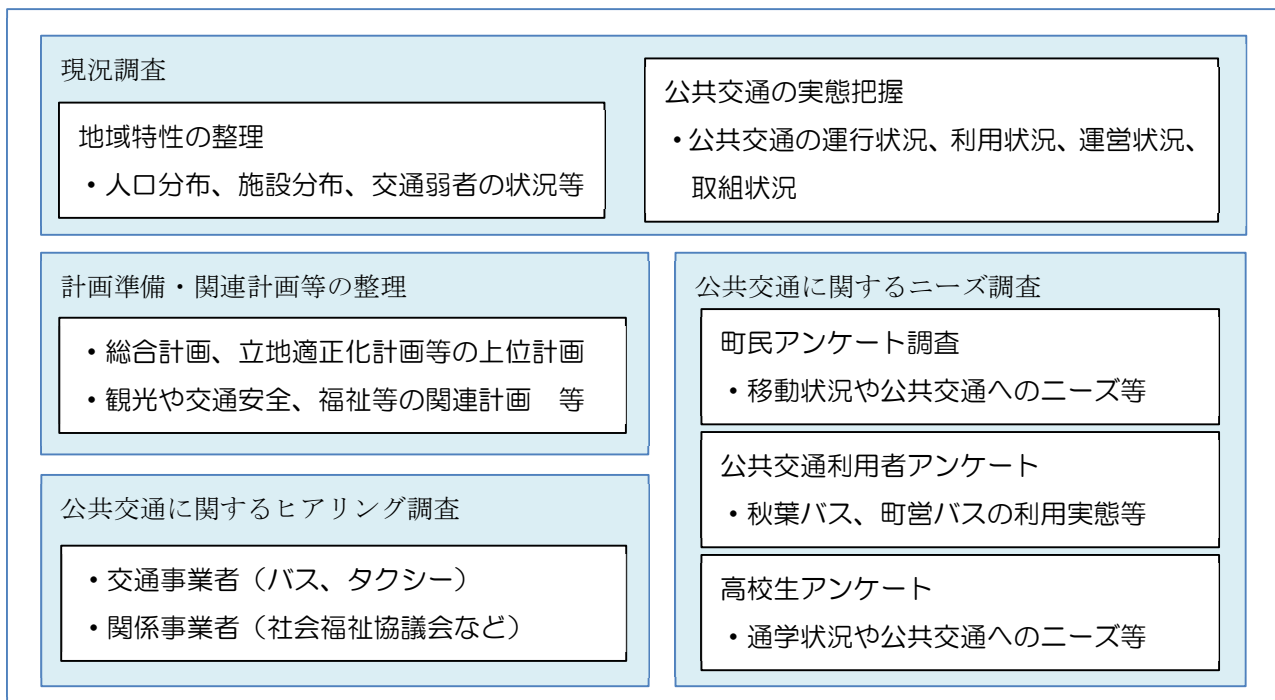 現況調査
地域特性の整理
・人口分布、施設分布、交通弱者の状況等
公共交通の実態把握
・公共交通の運行状況、利用状況、運営状況、
取組状況
計画準備・関連計画等の整理
・総合計画、立地適正化計画等の上位計画
・観光や交通安全、福祉等の関連計画　等
公共交通に関するヒアリング調査
・交通事業者（バス、タクシー）
・関係事業者（社会福祉協議会など）
公共交通に関するニーズ調査
町民アンケート調査
・移動状況や公共交通へのニーズ等
公共交通利用者アンケート
・秋葉バス、町営バスの利用実態等
高校生アンケート
・通学状況や公共交通へのニーズ等